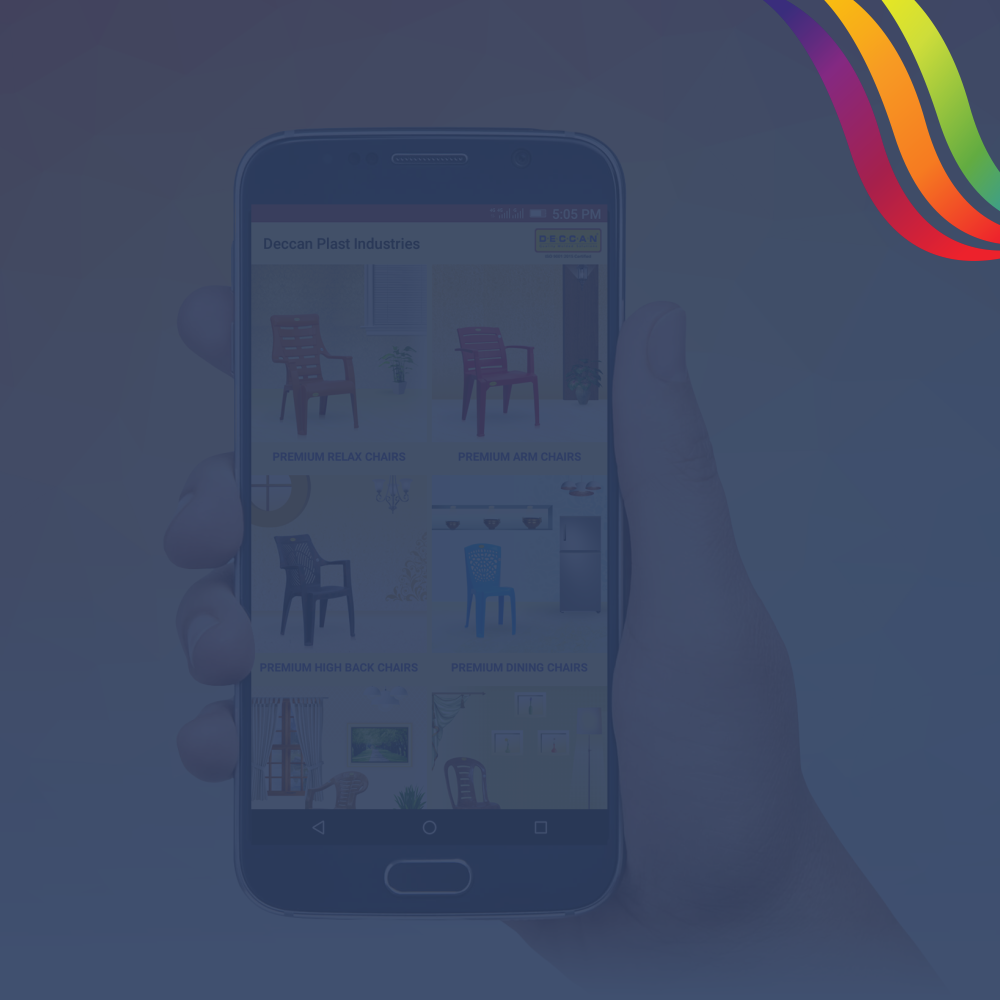 5:05 PM
Deccan Plast Industries
DECCAN
PREMIUM RELAX CHAIRS
PREMIUM ARM CHAIRS
PREMIUM HIGH BACK CHAIRS
PREMIUM DINING CHAIRS